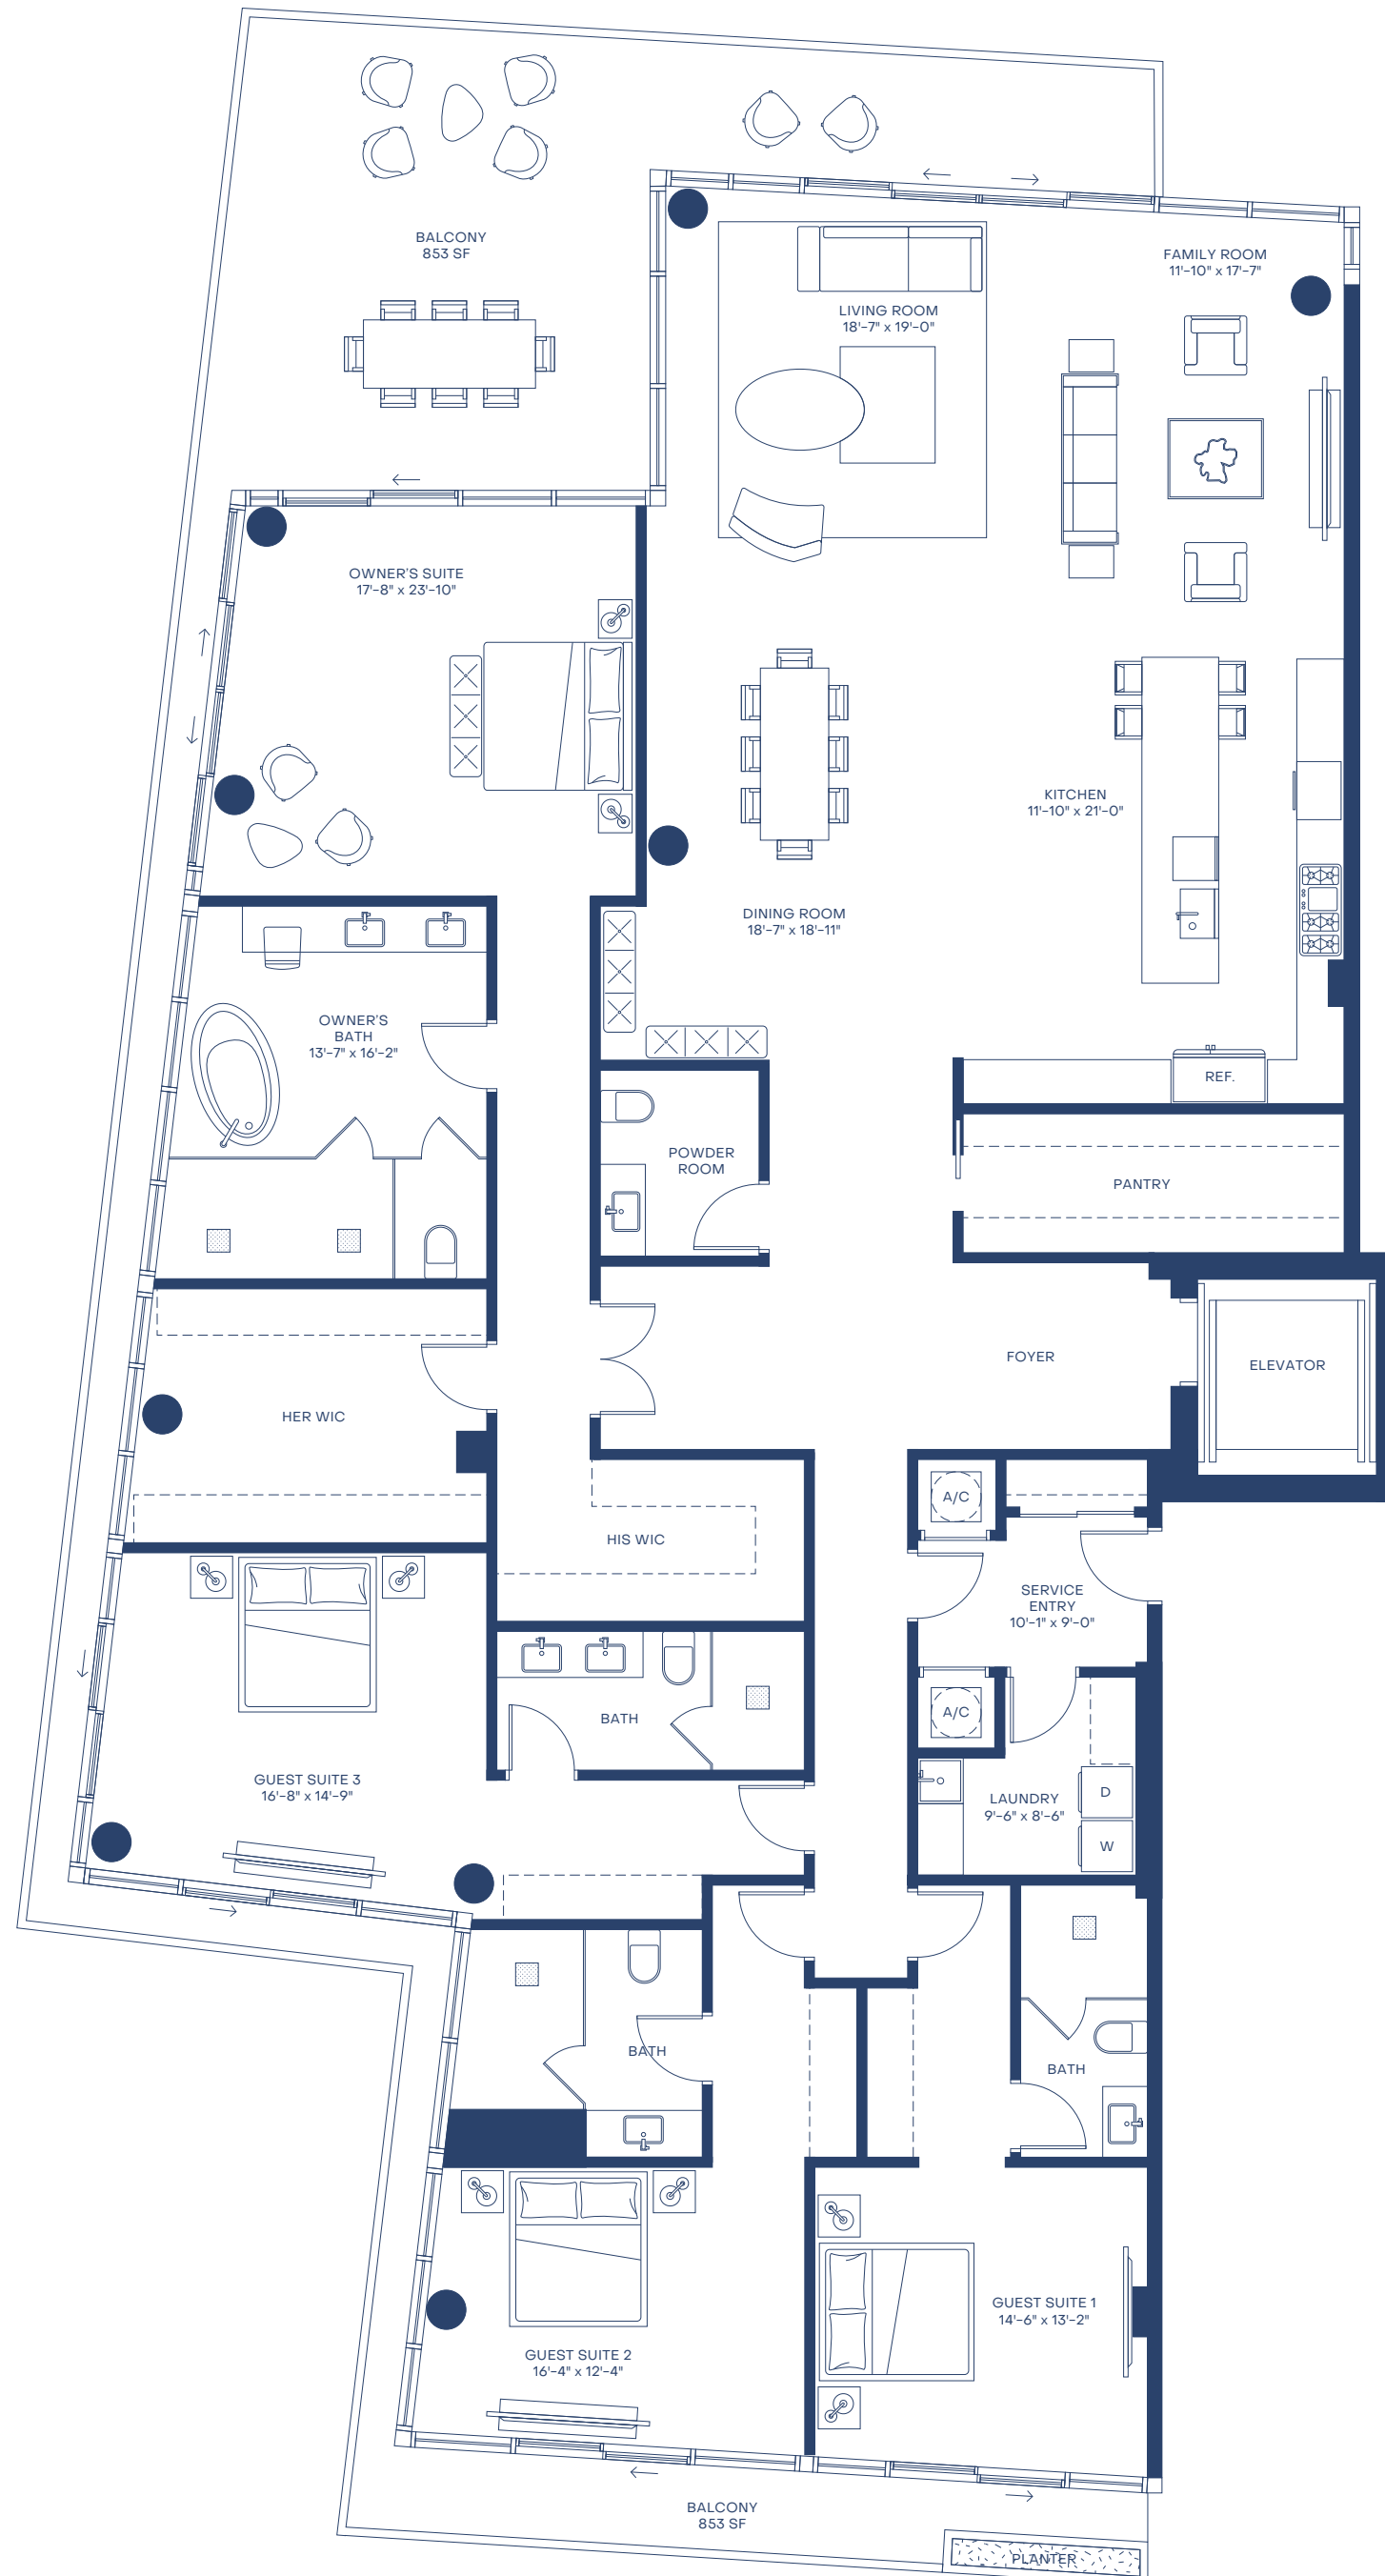 BALCONY
853 SF
FAMILY ROOM
11'-10" x 17'-7"
LIVING ROOM
18'-7" x 19'-0"
OWNER'S SUITE
17'-8" x 23'-10"
KITCHEN
11'-10" x 21'-0"
DINING ROOM
18'-7" x 18'-11"
OWNER'S
BATH
13'-7" x 16'-2"
REF.
POWDER
ROOM
PANTRY
FOYER
ELEVATOR
HER WIC
A/C
HIS WIC
SERVICE
ENTRY
10'-1" x 9'-0"
A/C
BATH
GUEST SUITE 3
16'-8" x 14'-9"
LAUNDRY
9'-6" x 8'-6"
D
W
BATH
BATH
GUEST SUITE 1
14'-6" x 13'-2"
GUEST SUITE 2
16'-4" x 12'-4"
BALCONY
853 SF
PLANTER